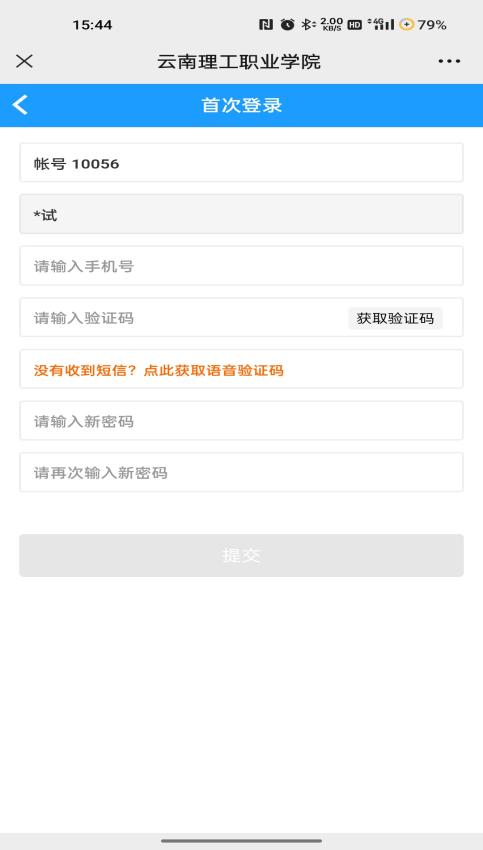 15:44 2.00 KB/S HD 4G 79%
云南理工职业学院
首次登录
帐号 10056
*试
请输入手机号
请输入验证码 获取验证码
没有收到短信？点此获取语音验证码
请输入新密码
请再次输入新密码
提交